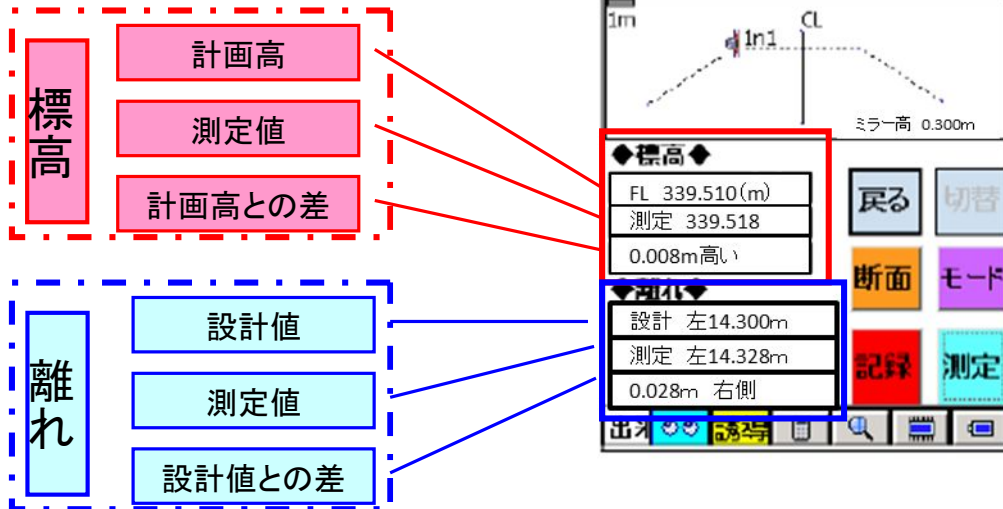 標高
計画高
測定値
計画高との差
離れ
設計値
測定値
設計値との差
1m
CL
1n1
ミラー高 0.300m
◆標高◆
FL 339.510(m)
測定 339.518
0.008m高い
◆離れ◆
設計 左14.300m
測定 左14.328m
0.028m 右側
戻る
切替
断面
モード
記録
測定
誘導